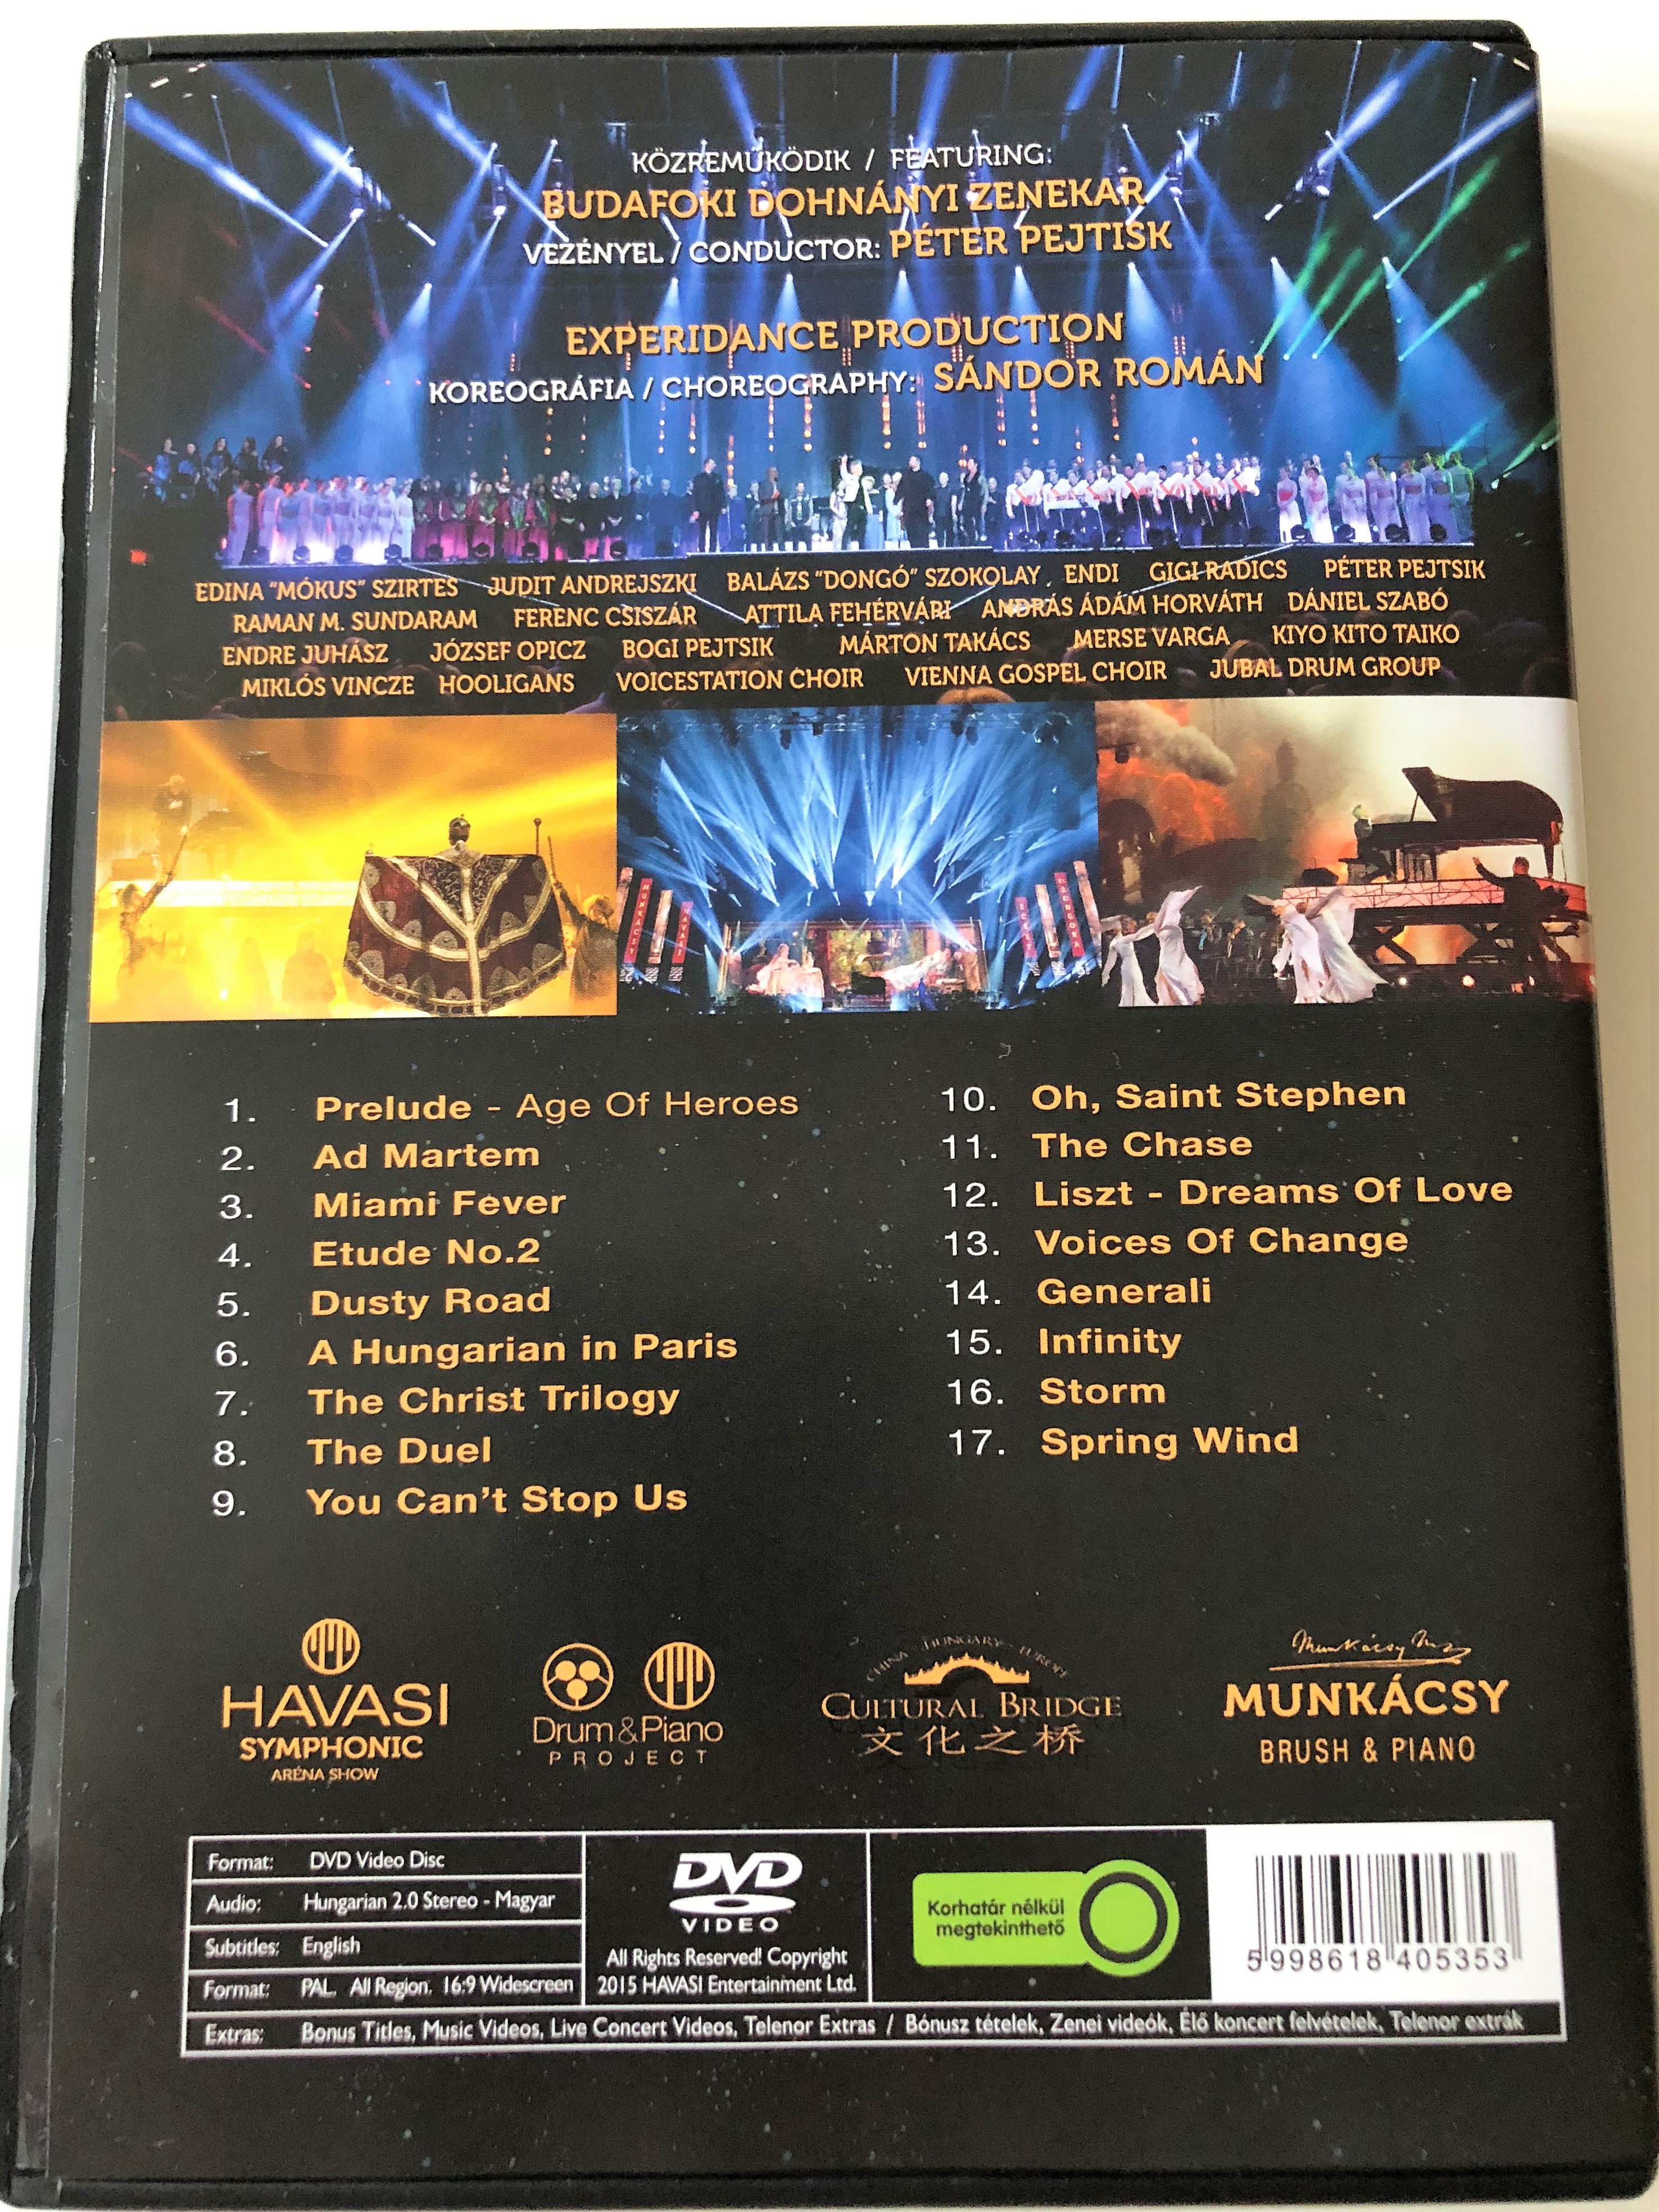 KÖZREMŰKÖDIK / FEATURING:
BUDAFOKI DOHNÁNYI ZENEKAR
VEZÉNYEL / CONDUCTOR: PÉTER PEJTISK
EXPERIDANCE PRODUCTION
KOREOGRÁFIA / CHOREOGRAPHY: SÁNDOR ROMÁN
EDINA "MÓKUS" SZIRTES JUDIT ANDREJSZKI BALÁZS "DONGÓ" SZOKOLAY ENDI GIGI RADICS PÉTER PEJTSIK
RAMAN M. SUNDARAM FERENC CSISZÁR ATTILA FEHÉRVÁRI ANDRÁS ÁDÁM HORVÁTH DÁNIEL SZABÓ
ENDRE JUHÁSZ JÓZSEF OPICZ BOGI PEJTSIK MÁRTON TAKÁCS MERSE VARGA KIYO KITO TAIKO
MIKLÓS VINCZE HOOLIGANS VOICESTATION CHOIR VIENNA GOSPEL CHOIR JUBAL DRUM GROUP
1. Prelude - Age Of Heroes
2. Ad Martem
3. Miami Fever
4. Etude No.2
5. Dusty Road
6. A Hungarian in Paris
7. The Christ Trilogy
8. The Duel
9. You Can't Stop Us
10. Oh, Saint Stephen
11. The Chase
12. Liszt - Dreams Of Love
13. Voices Of Change
14. Generali
15. Infinity
16. Storm
17. Spring Wind
HAVASI
SYMPHONIC
ARÉNA SHOW
Drum&Piano
PROJECT
CHINA - HUNGARY - EUROPE
CULTURAL BRIDGE
文化之桥
MUNKÁCSY
BRUSH & PIANO
Format: DVD Video Disc
Audio: Hungarian 2.0 Stereo - Magyar
Subtitles: English
Format: PAL. All Region. 16:9 Widescreen
DVD
VIDEO
All Rights Reserved! Copyright
2015 HAVASI Entertainment Ltd.
Korhatár nélkül
megtekinthető
5 998618 405353
Extras: Bonus Titles, Music Videos, Live Concert Videos, Telenor Extras / Bónusz tételek, Zenei videók, Élő koncert felvételek, Telenor extrák